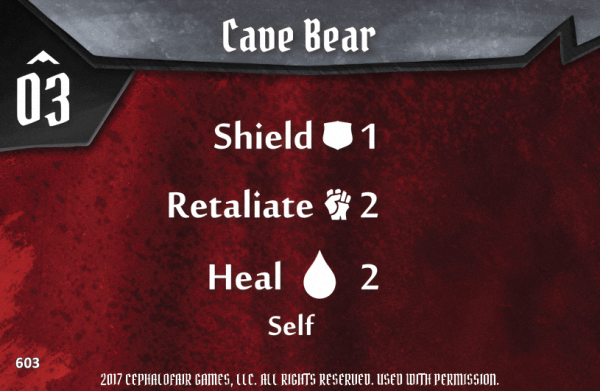 Cave Bear
03
Shield 1
Retaliate 2
Heal 2
Self
603
2017 CEPHALOFAIR GAMES, LLC. ALL RIGHTS RESERVED. USED WITH PERMISSION.